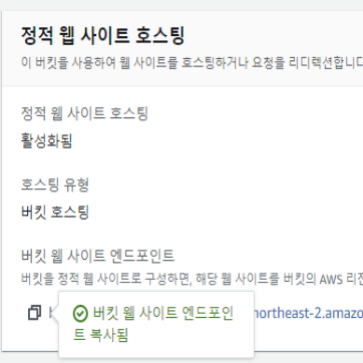 정적 웹 사이트 호스팅
이 버킷을 사용하여 웹 사이트를 호스팅하거나 요청을 리디렉션합니다
정적 웹 사이트 호스팅
활성화됨
호스팅 유형
버킷 호스팅
버킷 웹 사이트 엔드포인트
버킷을 정적 웹 사이트로 구성하면, 해당 웹 사이트를 버킷의 AWS 리전
버킷 웹 사이트 엔드포인 northeast-2.amazo
트 복사됨